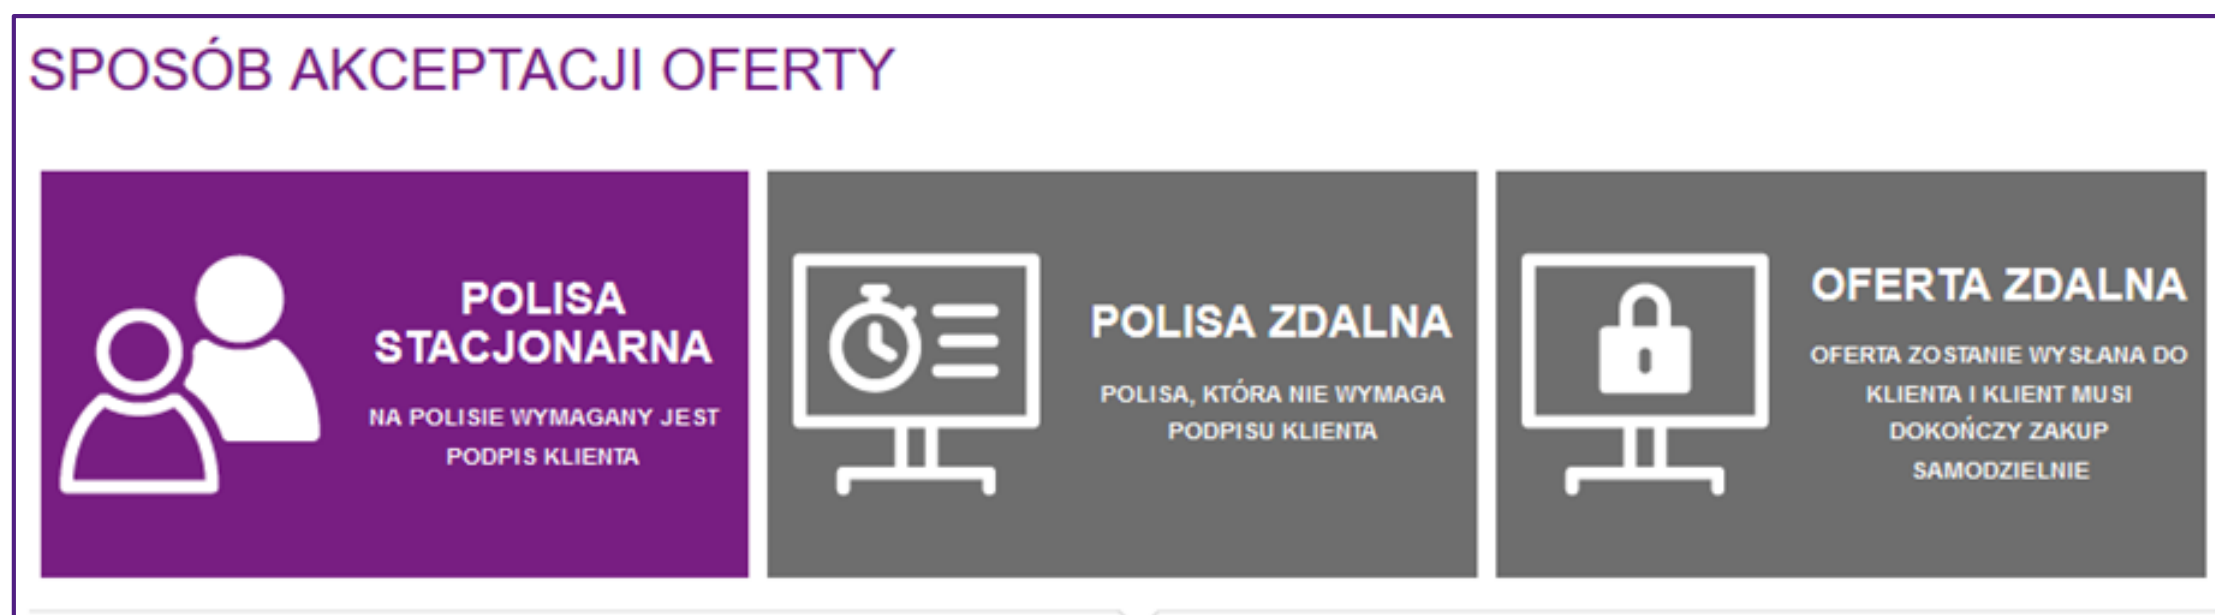 SPOSÓB AKCEPTACJI OFERTY
POLISA
STACJONARNA
NA POLISIE WYMAGANY JEST
PODPIS KLIENTA
POLISA ZDALNA
POLISA, KTÓRA NIE WYMAGA
PODPISU KLIENTA
OFERTA ZDALNA
OFERTA ZOSTANIE WYSŁANA DO
KLIENTA I KLIENT MUSI
DOKOŃCZY ZAKUP
SAMODZIELNIE